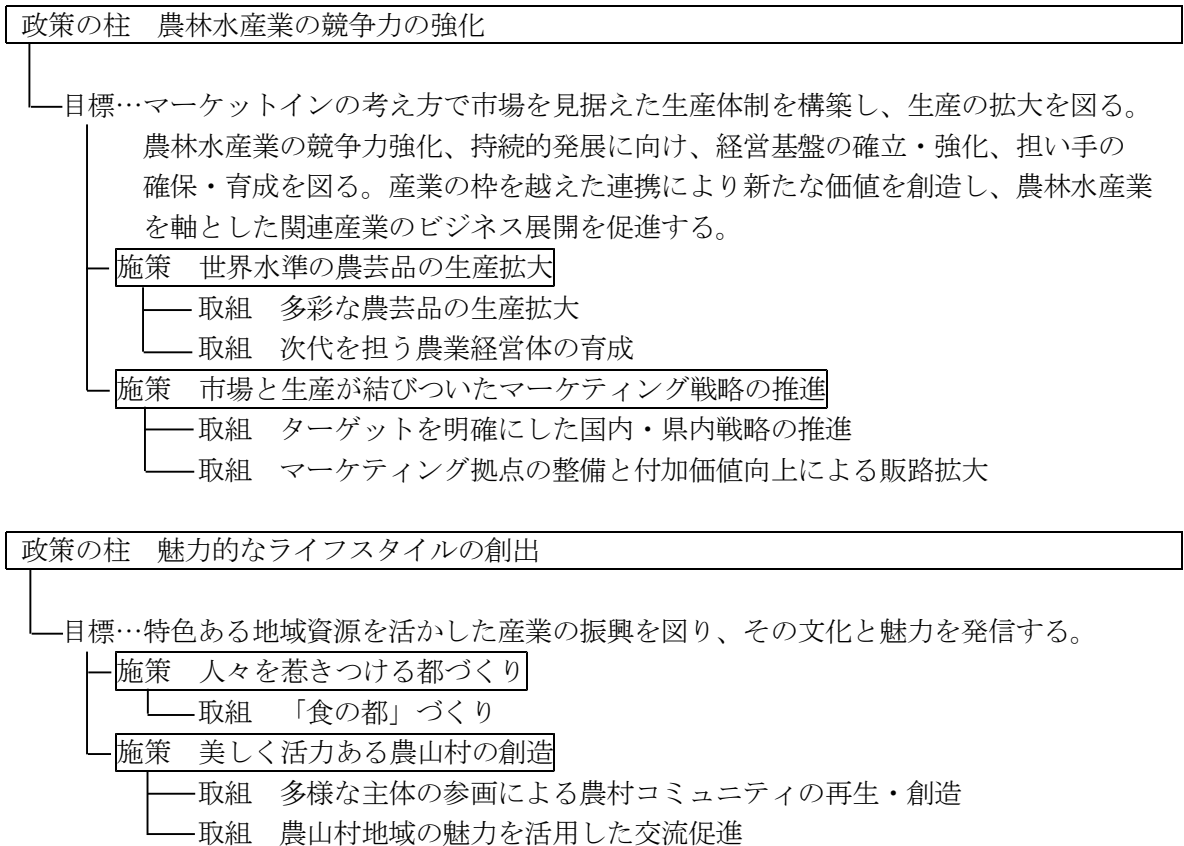 政策の柱　農林水産業の競争力の強化
目標…マーケットインの考え方で市場を見据えた生産体制を構築し、生産の拡大を図る。
農林水産業の競争力強化、持続的発展に向け、経営基盤の確立・強化、担い手の
確保・育成を図る。産業の枠を越えた連携により新たな価値を創造し、農林水産業
を軸とした関連産業のビジネス展開を促進する。
施策　世界水準の農芸品の生産拡大
取組　多彩な農芸品の生産拡大
取組　次代を担う農業経営体の育成
施策　市場と生産が結びついたマーケティング戦略の推進
取組　ターゲットを明確にした国内・県内戦略の推進
取組　マーケティング拠点の整備と付加価値向上による販路拡大
政策の柱　魅力的なライフスタイルの創出
目標…特色ある地域資源を活かした産業の振興を図り、その文化と魅力を発信する。
施策　人々を惹きつける都づくり
取組　「食の都」づくり
施策　美しく活力ある農山村の創造
取組　多様な主体の参画による農村コミュニティの再生・創造
取組　農山村地域の魅力を活用した交流促進